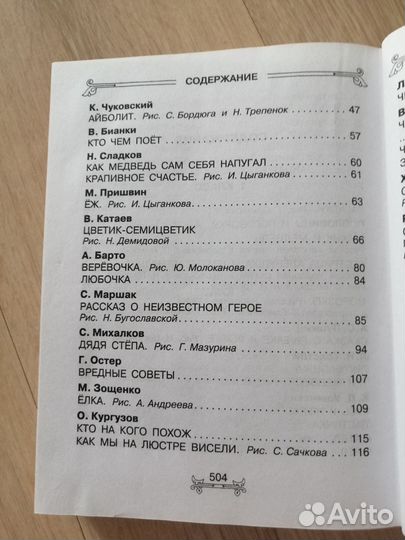 СОДЕРЖАНИЕ
К. Чуковский
АЙБОЛИТ. Рис. С. Бордюга и Н. Трепенок 47
В. Бианки
КТО ЧЕМ ПОЁТ 57
Н. Сладков
КАК МЕДВЕДЬ САМ СЕБЯ НАПУГАЛ 60
КРАПИВНОЕ СЧАСТЬЕ. Рис. И. Цыганкова 61
М. Пришвин
ЁЖ. Рис. И. Цыганкова 63
В. Катаев
ЦВЕТИК-СЕМИЦВЕТИК
Рис. Н. Демидовой 66
А. Барто
ВЕРЁВОЧКА. Рис. Ю. Молоканова 80
ЛЮБОЧКА 84
С. Маршак
РАССКАЗ О НЕИЗВЕСТНОМ ГЕРОЕ
Рис. Н. Бугославской 85
С. Михалков
ДЯДЯ СТЁПА. Рис. Г. Мазурина 94
Г. Остер
ВРЕДНЫЕ СОВЕТЫ 107
М. Зощенко
ЁЛКА. Рис. А. Андреева 109
О. Кургузов
КТО НА КОГО ПОХОЖ 115
КАК МЫ НА ЛЮСТРЕ ВИСЕЛИ. Рис. С. Сачкова 116
504
Avito